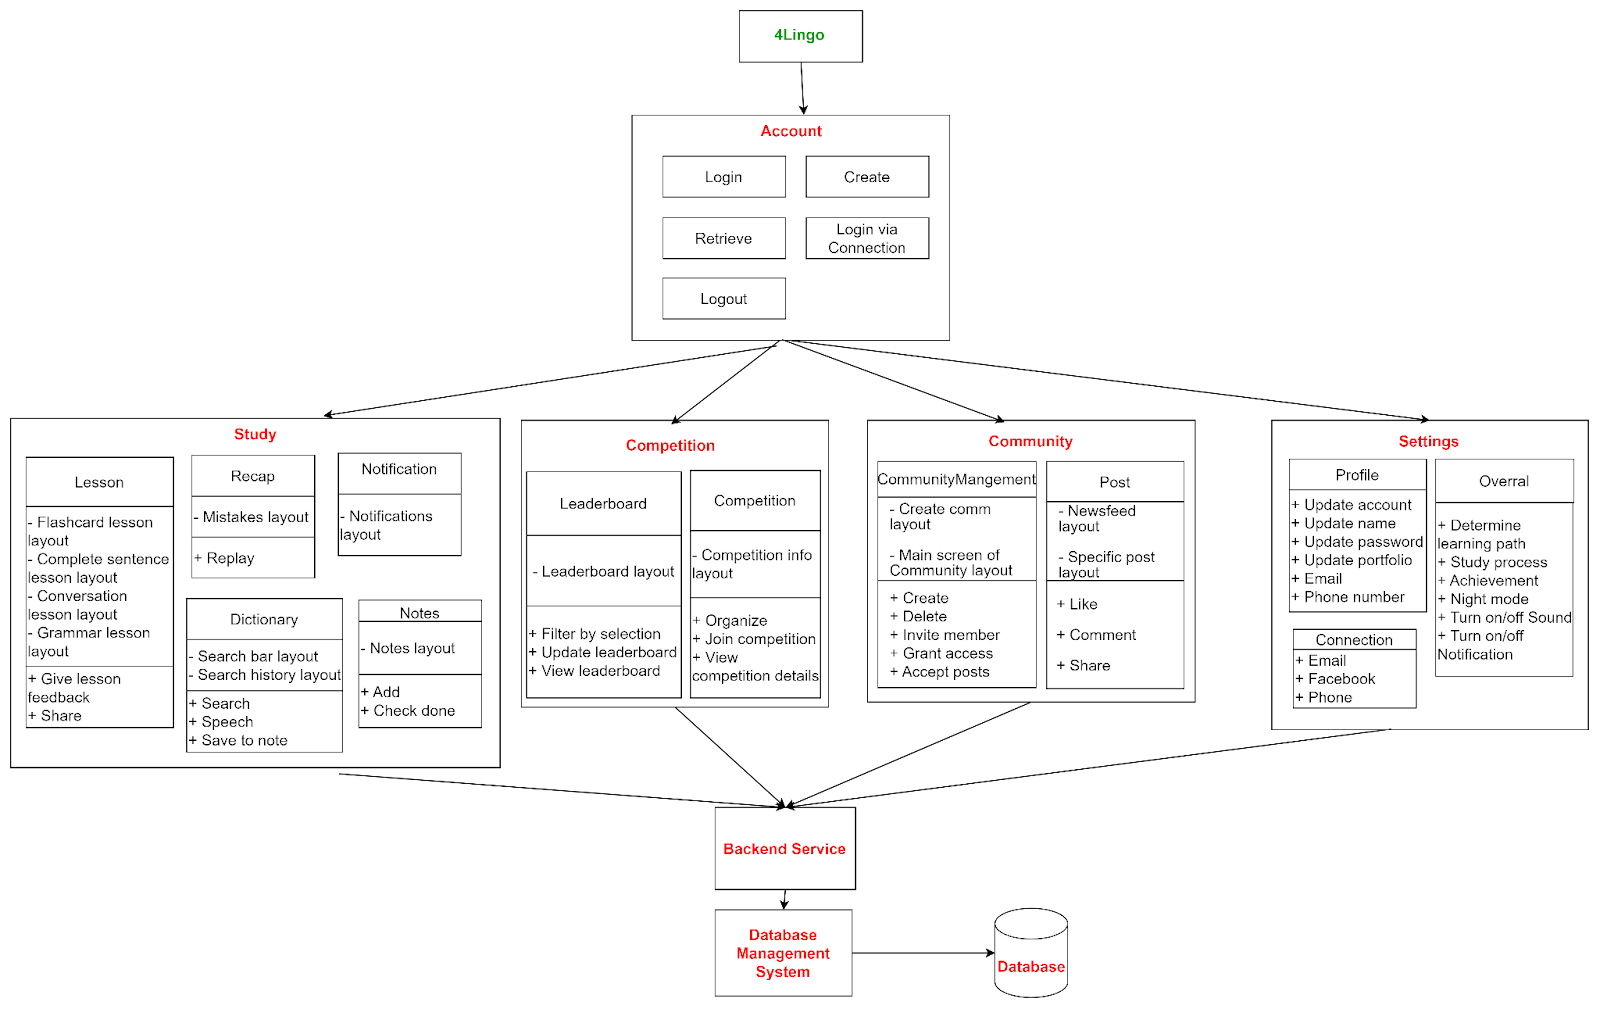 4Lingo
Account
Login
Create
Retrieve
Login via
Connection
Logout
Study
Lesson
- Flashcard lesson
layout
- Complete sentence
lesson layout
- Conversation
lesson layout
- Grammar lesson
layout
+ Give lesson
feedback
+ Share
Recap
- Mistakes layout
+ Replay
Notification
- Notifications
layout
Dictionary
- Search bar layout
- Search history layout
+ Search
+ Speech
+ Save to note
Notes
- Notes layout
+ Add
+ Check done
Competition
Leaderboard
- Leaderboard layout
+ Filter by selection
+ Update leaderboard
+ View leaderboard
Competition
- Competition info
layout
+ Organize
+ Join competition
+ View
competition details
Community
CommunityMangement
- Create comm
layout
- Main screen of
Community layout
+ Create
+ Delete
+ Invite member
+ Grant access
+ Accept posts
Post
- Newsfeed
layout
- Specific post
layout
+ Like
+ Comment
+ Share
Settings
Profile
+ Update account
+ Update name
+ Update password
+ Update portfolio
+ Email
+ Phone number
Connection
+ Email
+ Facebook
+ Phone
Overral
+ Determine
learning path
+ Study process
+ Achievement
+ Night mode
+ Turn on/off Sound
+ Turn on/off
Notification
Backend Service
Database
Management
System
Database